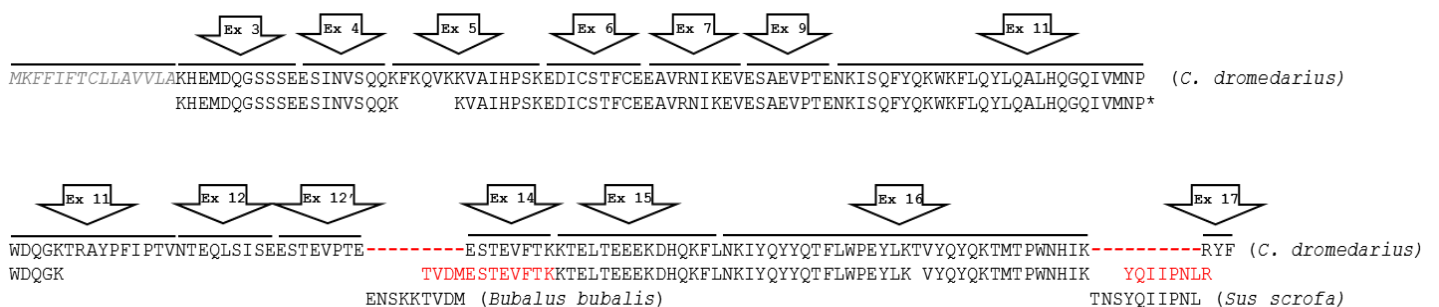 Ex 3 Ex 4 Ex 5 Ex 6 Ex 7 Ex 9 Ex 11
MKFFIFTCLLAVVLAKHEMDQGSSSEESINVSQQKFKQVKKVAIHPSKEDICSTFCEEAVRNIKEVESAEVPTENKISQFYQKWKFLQYLQALHQGQIVMNP (C. dromedarius)
KHEMDQGSSSEESINVSQQK KVAIHPSKEDICSTFCEEAVRNIKEVESAEVPTENKISQFYQKWKFLQYLQALHQGQIVMNP*
Ex 11 Ex 12 Ex 12' Ex 14 Ex 15 Ex 16 Ex 17
WDQGKTRAYPFIPTVNTEQLSISEESTEVPTE----------ESTEVFTKKTELTEEEKDHQKFLNKIYQYYQTFLWPEYLKTVYQYQKTMTPWNHIK-----------RYF (C. dromedarius)
WDQGK TVDMESTEVFTKKTELTEEEKDHQKFLNKIYQYYQTFLWPEYLK VYQYQKTMTPWNHIK YQIIPNLR
ENSKKTVDM (Bubalus bubalis) TNSYQIIPNL (Sus scrofa)